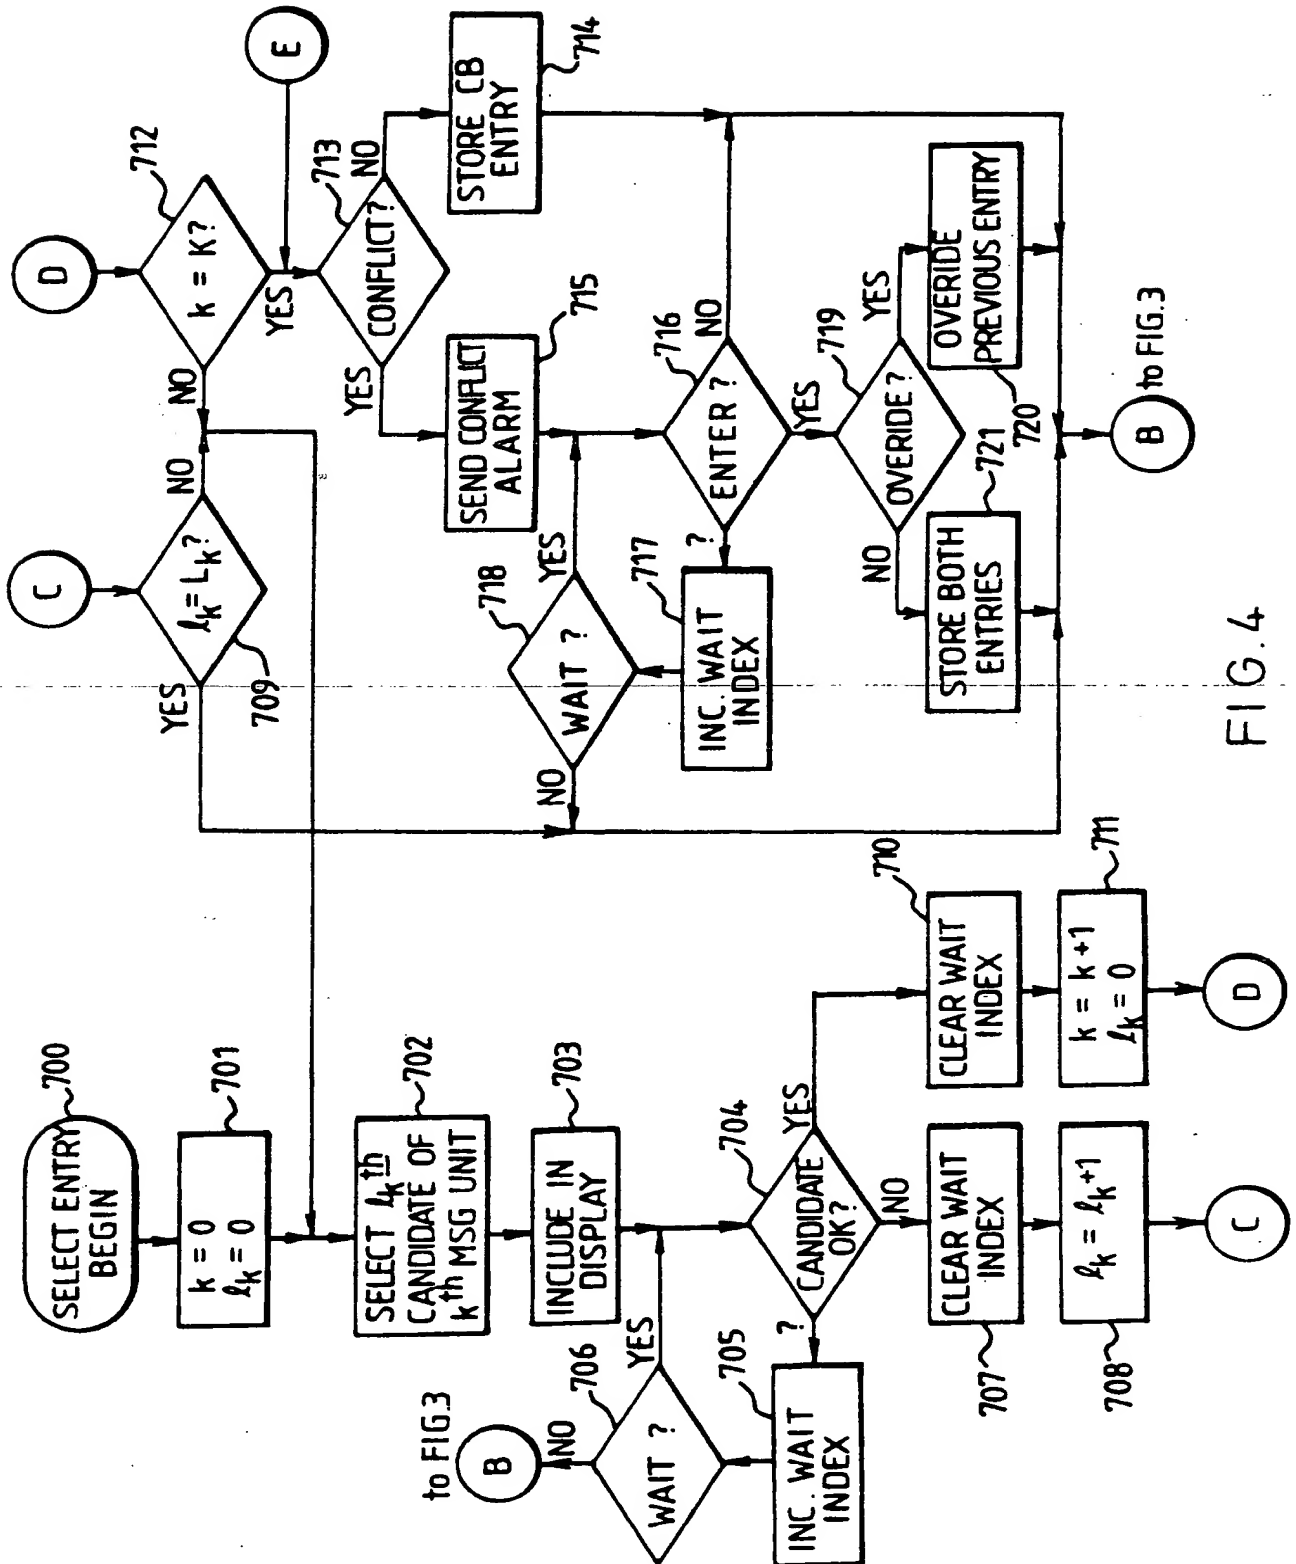 SELECT ENTRY
BEGIN
700
k = 0
ℓk = 0
701
SELECT ℓk th
CANDIDATE OF
k th MSG UNIT
702
INCLUDE IN
DISPLAY
703
CANDIDATE
OK?
704
YES
NO
?
INC. WAIT
INDEX
705
WAIT ?
706
YES
NO
B
to FIG.3
CLEAR WAIT
INDEX
707
ℓk = ℓk+1
708
C
CLEAR WAIT
INDEX
710
k = k+1
ℓk = 0
711
D
C
ℓk = Lk?
709
YES
NO
D
k = K?
712
NO
YES
E
CONFLICT?
713
YES
NO
STORE CB
ENTRY
714
SEND CONFLICT
ALARM
715
ENTER ?
716
NO
YES
?
INC. WAIT
INDEX
717
WAIT ?
718
YES
NO
OVERRIDE?
719
NO
YES
OVERIDE
PREVIOUS ENTRY
720
STORE BOTH
ENTRIES
721
B
to FIG.3
FIG.4